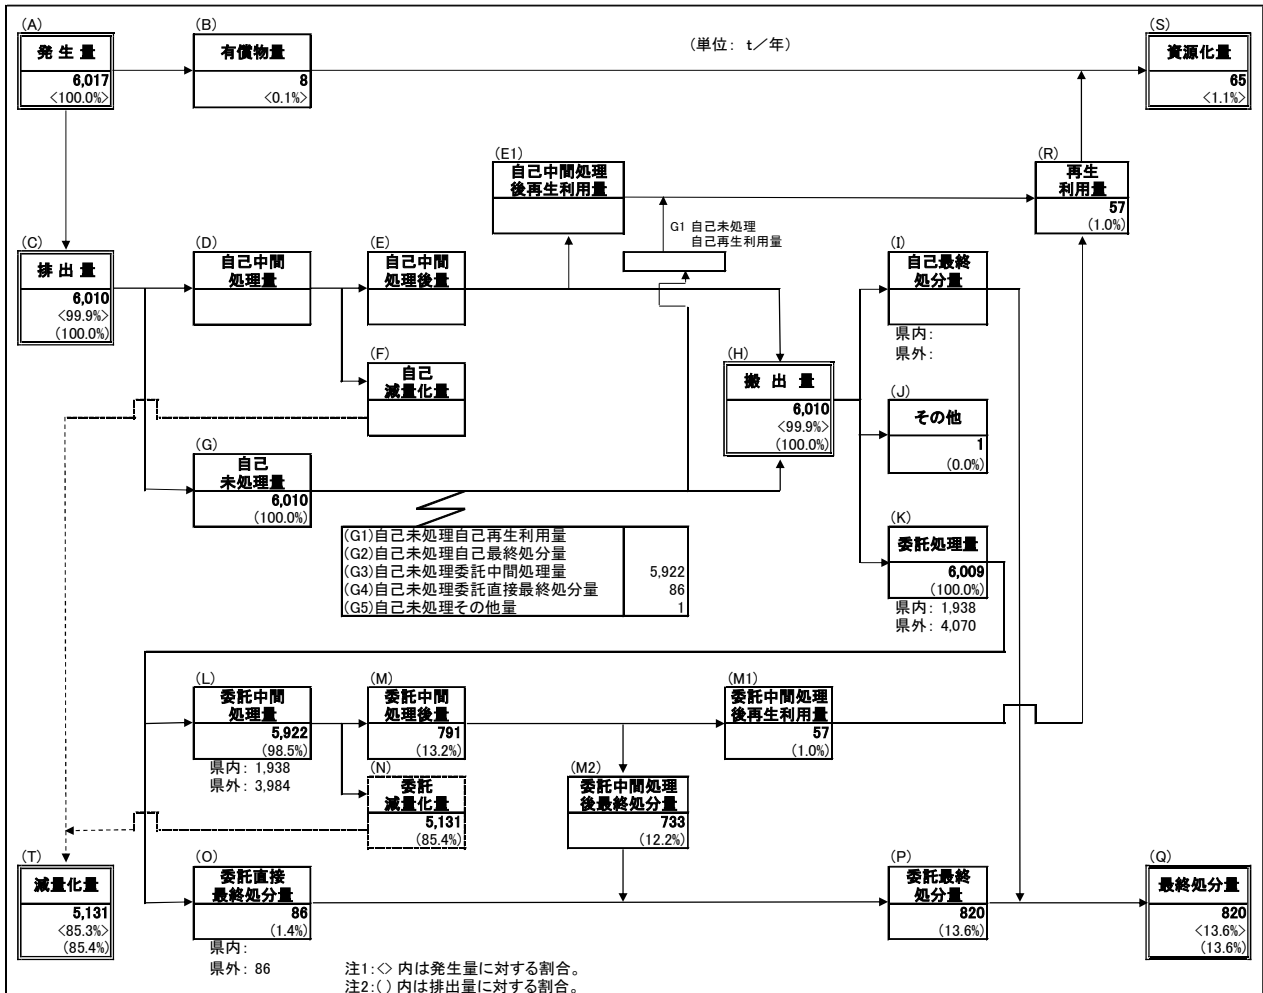 (A)
発生量
6,017
<100.0%>
(B)
有償物量
8
<0.1%>
(単位： t／年)
(S)
資源化量
65
<1.1%>
(E1)
自己中間処理
後再生利用量
(R)
再生
利用量
57
(1.0%)
G1 自己未処理
自己再生利用量
(C)
排出量
6,010
<99.9%>
(100.0%)
(D)
自己中間
処理量
(E)
自己中間
処理後量
(I)
自己最終
処分量
県内：
県外：
(F)
自己
減量化量
(H)
搬出量
6,010
<99.9%>
(100.0%)
(J)
その他
1
(0.0%)
(G)
自己
未処理量
6,010
(100.0%)
(G1)自己未処理自己再生利用量
(G2)自己未処理自己最終処分量
(G3)自己未処理委託中間処理量 5,922
(G4)自己未処理委託直接最終処分量 86
(G5)自己未処理その他量 1
(K)
委託処理量
6,009
(100.0%)
県内： 1,938
県外： 4,070
(L)
委託中間
処理量
5,922
(98.5%)
県内： 1,938
県外： 3,984
(M)
委託中間
処理後量
791
(13.2%)
(M1)
委託中間処理
後再生利用量
57
(1.0%)
(N)
委託
減量化量
5,131
(85.4%)
(M2)
委託中間処理
後最終処分量
733
(12.2%)
(T)
減量化量
5,131
<85.3%>
(85.4%)
(O)
委託直接
最終処分量
86
(1.4%)
県内：
県外： 86
(P)
委託最終
処分量
820
(13.6%)
(Q)
最終処分量
820
<13.6%>
(13.6%)
注1：<> 内は発生量に対する割合。
注2：( ) 内は排出量に対する割合。